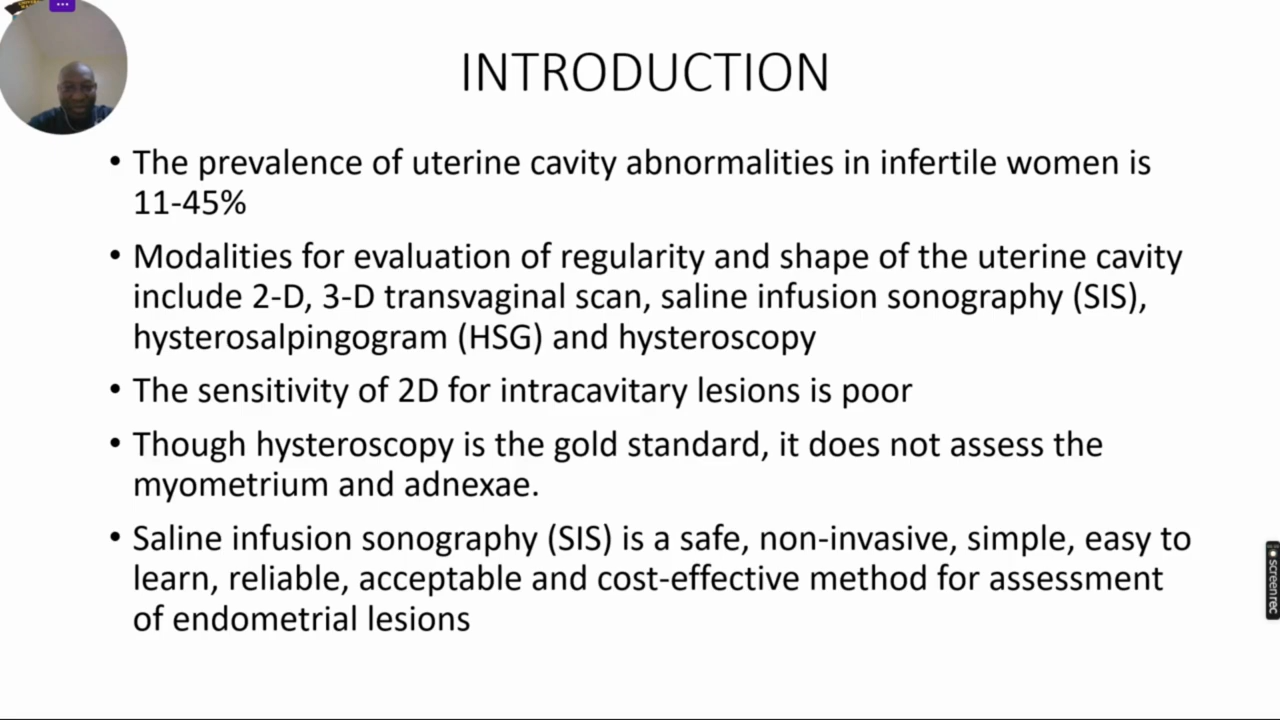 INTRODUCTION
• The prevalence of uterine cavity abnormalities in infertile women is
11-45%
• Modalities for evaluation of regularity and shape of the uterine cavity
include 2-D, 3-D transvaginal scan, saline infusion sonography (SIS),
hysterosalpingogram (HSG) and hysteroscopy
• The sensitivity of 2D for intracavitary lesions is poor
• Though hysteroscopy is the gold standard, it does not assess the
myometrium and adnexae.
• Saline infusion sonography (SIS) is a safe, non-invasive, simple, easy to
learn, reliable, acceptable and cost-effective method for assessment
of endometrial lesions
screenrec